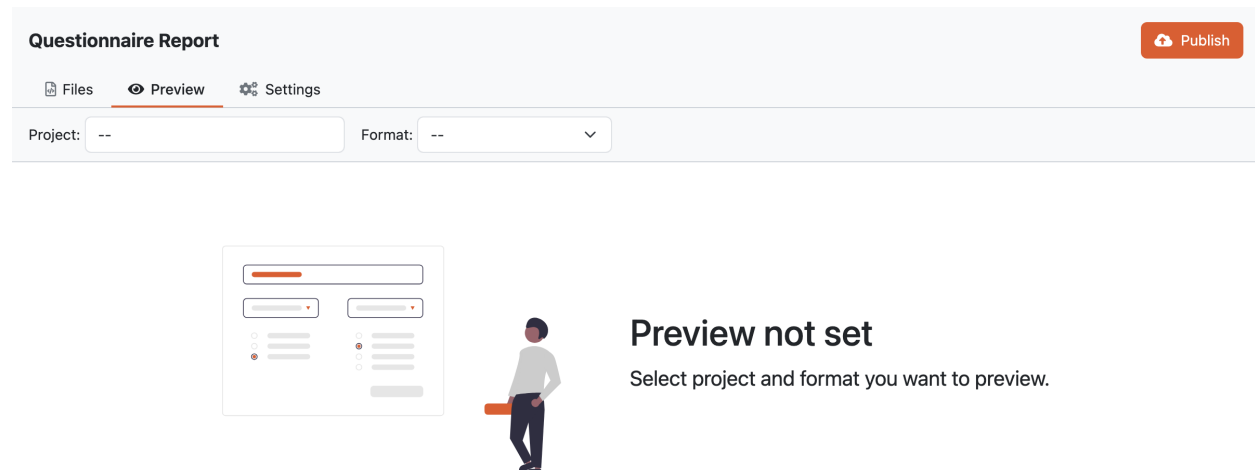 Questionnaire Report
Publish
Files Preview Settings
Project: -- Format: --
Preview not set
Select project and format you want to preview.